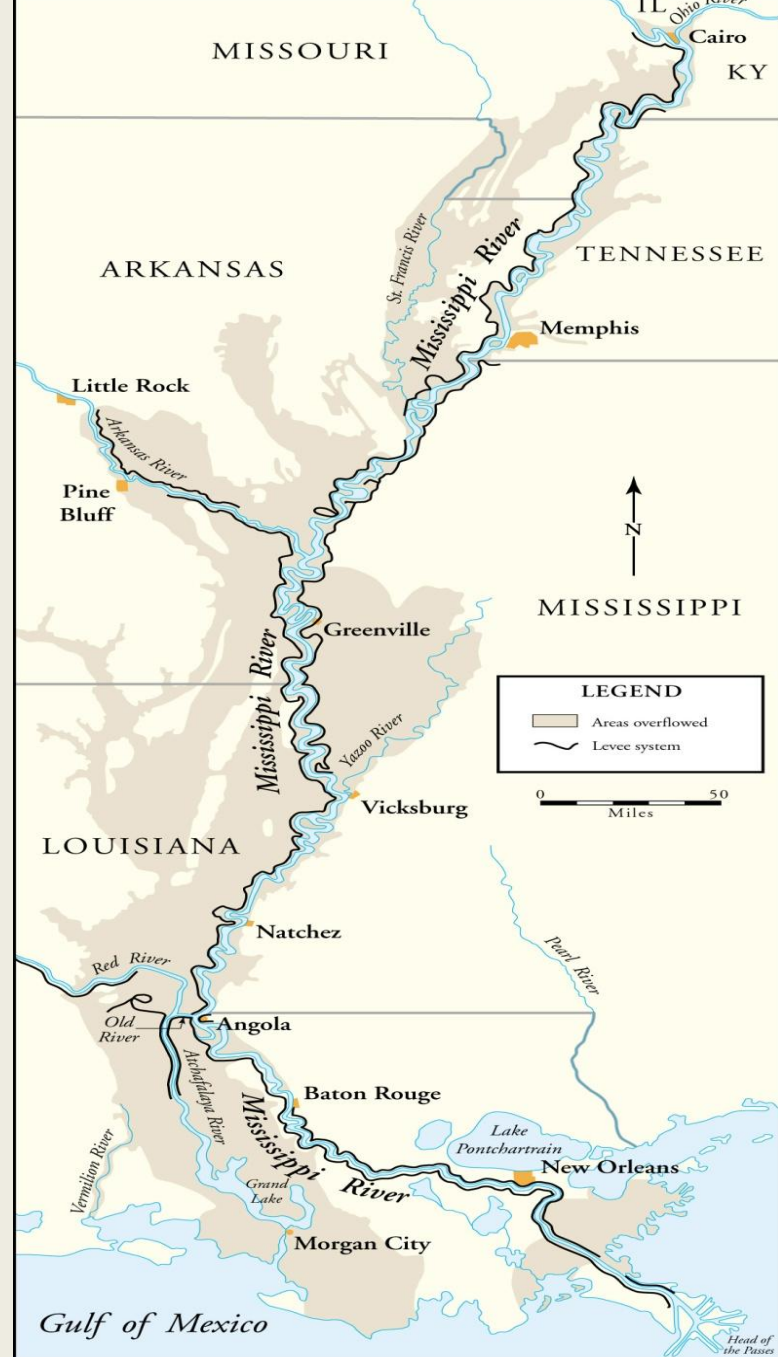 IL
Ohio River
Cairo
MISSOURI
KY
St. Francis River
Mississippi River
TENNESSEE
ARKANSAS
Memphis
Little Rock
Arkansas River
Pine
Bluff
N
MISSISSIPPI
Greenville
Mississippi River
LEGEND
Areas overflowed
Levee system
Yazoo River
0 50
Miles
Vicksburg
LOUISIANA
Natchez
Pearl River
Red River
Old
River
Angola
Atchafalaya River
Baton Rouge
Mississippi River
Lake
Pontchartrain
Vermilion River
New Orleans
Grand
Lake
Morgan City
Gulf of Mexico
Head of
the Passes